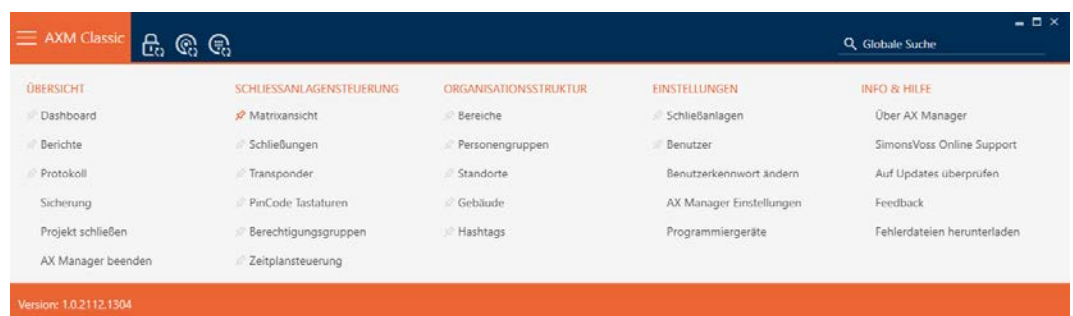 AXM Classic
Globale Suche
ÜBERSICHT
Dashboard
Berichte
Protokoll
Sicherung
Projekt schließen
AX Manager beenden
SCHLIESSANLAGENSTEUERUNG
Matrixansicht
Schließungen
Transponder
PinCode Tastaturen
Berechtigungsgruppen
Zeitplansteuerung
ORGANISATIONSSTRUKTUR
Bereiche
Personengruppen
Standorte
Gebäude
Hashtags
EINSTELLUNGEN
Schließanlagen
Benutzer
Benutzerkennwort ändern
AX Manager Einstellungen
Programmiergeräte
INFO & HILFE
Über AX Manager
SimonsVoss Online Support
Auf Updates überprüfen
Feedback
Fehlerdateien herunterladen
Version: 1.0.2112.1304